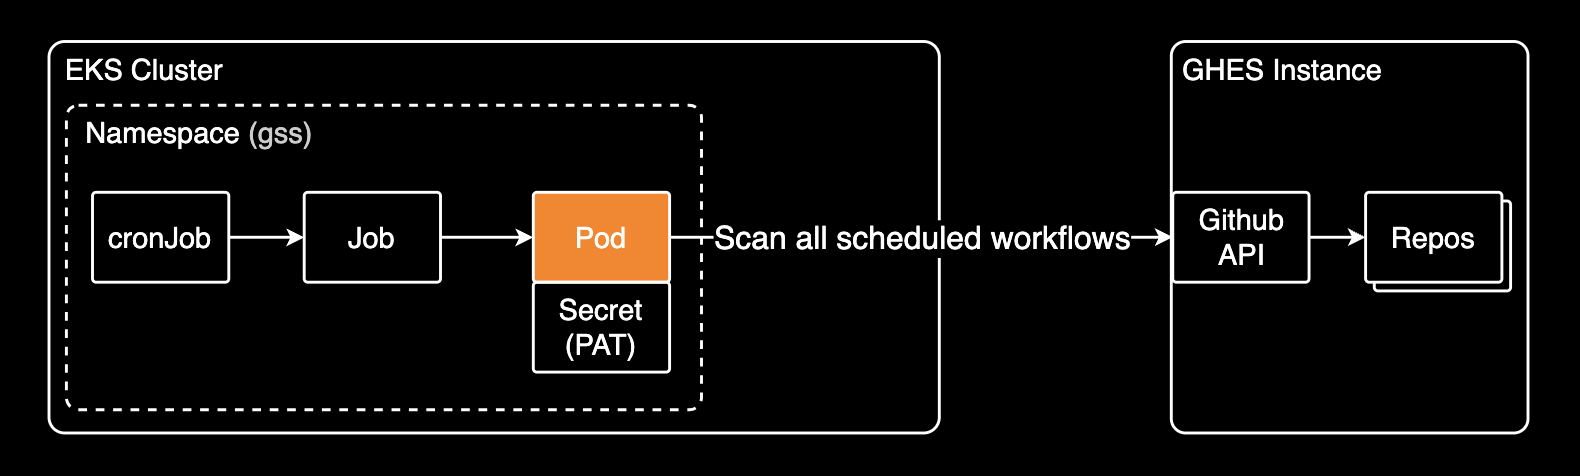 EKS Cluster
GHES Instance
Namespace (gss)
cronJob
Job
Pod
Scan all scheduled workflows
Github
API
Repos
Secret
(PAT)